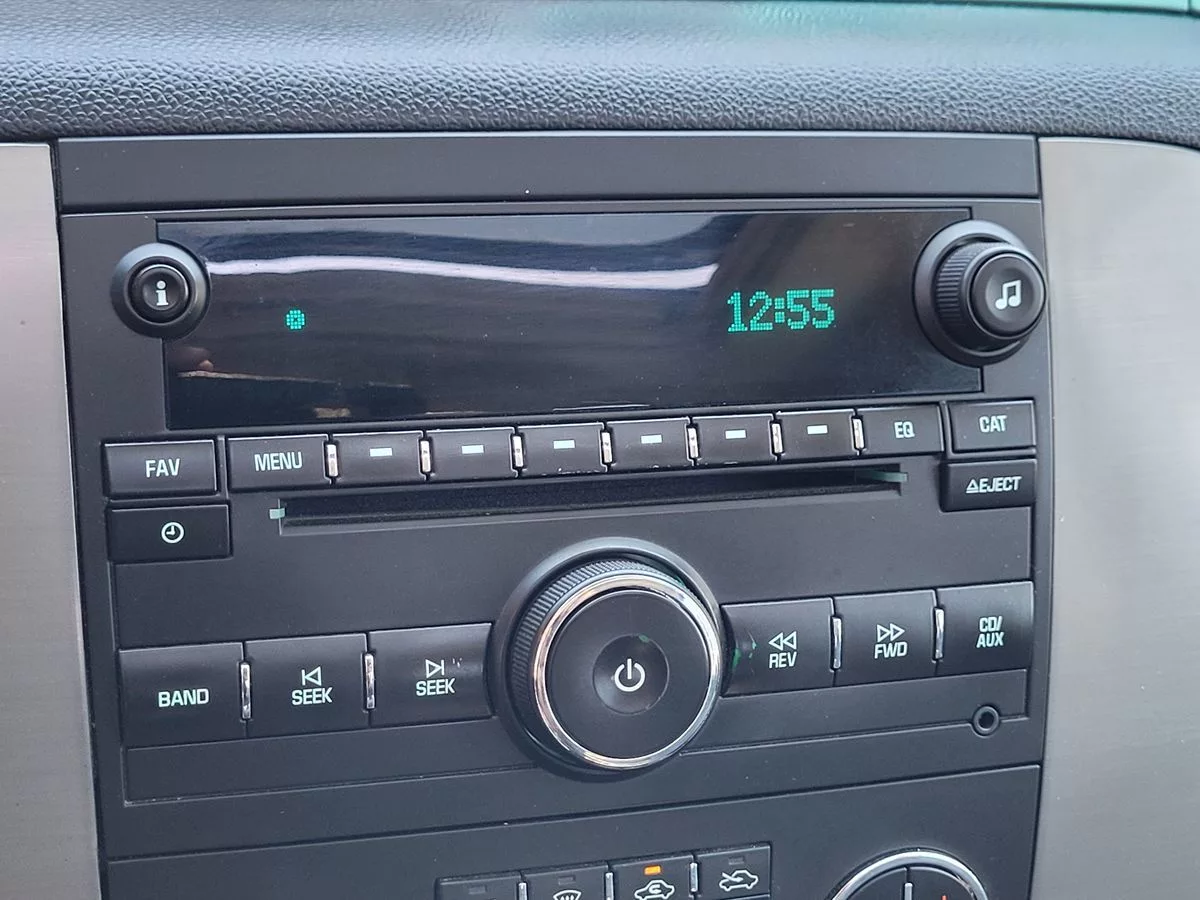 i
12:55
FAV
MENU
EQ
CAT
EJECT
BAND
SEEK
SEEK
REV
FWD
CD/
AUX